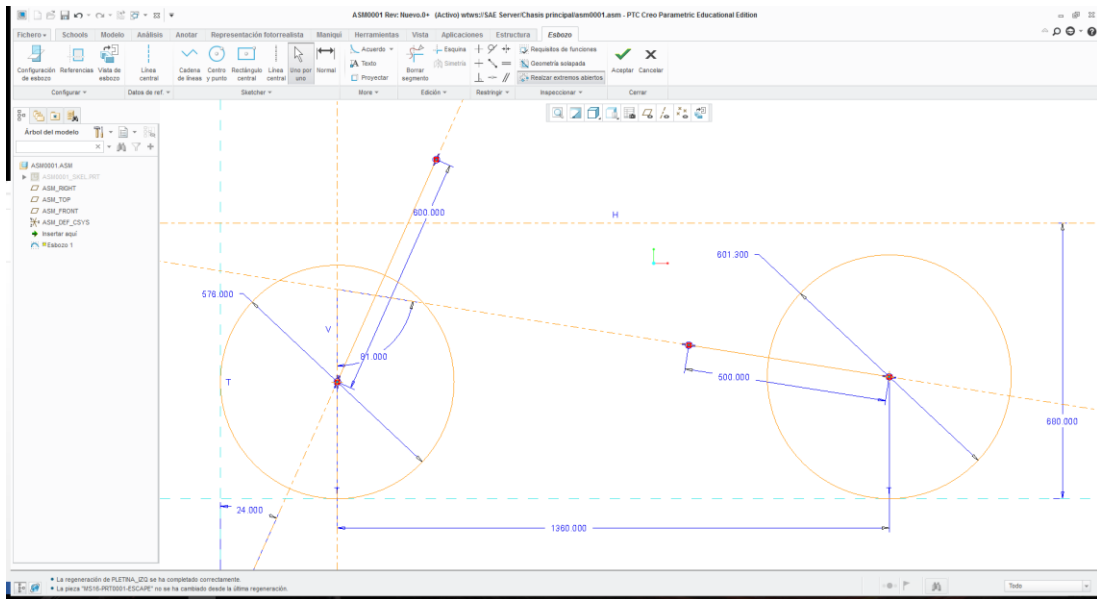 ASM0001 Rev: Nuevo.0+ (Activo) wtws://SAE Server/Chasis principal/asm0001.asm - PTC Creo Parametric Educational Edition
Fichero Schools Modelo Análisis Anotar Representación fotorrealista Maniquí Herramientas Vista Aplicaciones Estructura Esbozo
Configuración de esbozo
Referencias
Vista de esbozo
Línea central
Cadena de líneas
Centro y punto
Rectángulo central
Línea central
Uno por uno
Normal
Acuerdo
Texto
Proyectar
Borrar segmento
Esquina
Simetría
Requisitos de funciones
Geometría solapada
Realizar extremos abiertos
Aceptar
Cancelar
Configurar Datos de ref. Sketcher More Edición Restringir Inspeccionar Cerrar
Árbol del modelo
ASM0001.ASM
ASM0001_SKEL.PRT
ASM_RIGHT
ASM_TOP
ASM_FRONT
ASM_DEF_CSYS
Insertar aquí
Esbozo 1
600.000
H
601.300
576.000
V
81.000
T
500.000
680.000
24.000
1360.000
La regeneración de PLETINA_IZQ se ha completado correctamente.
La pieza "MS16-PRT0001-ESCAPE" no se ha cambiado desde la última regeneración.
Todo